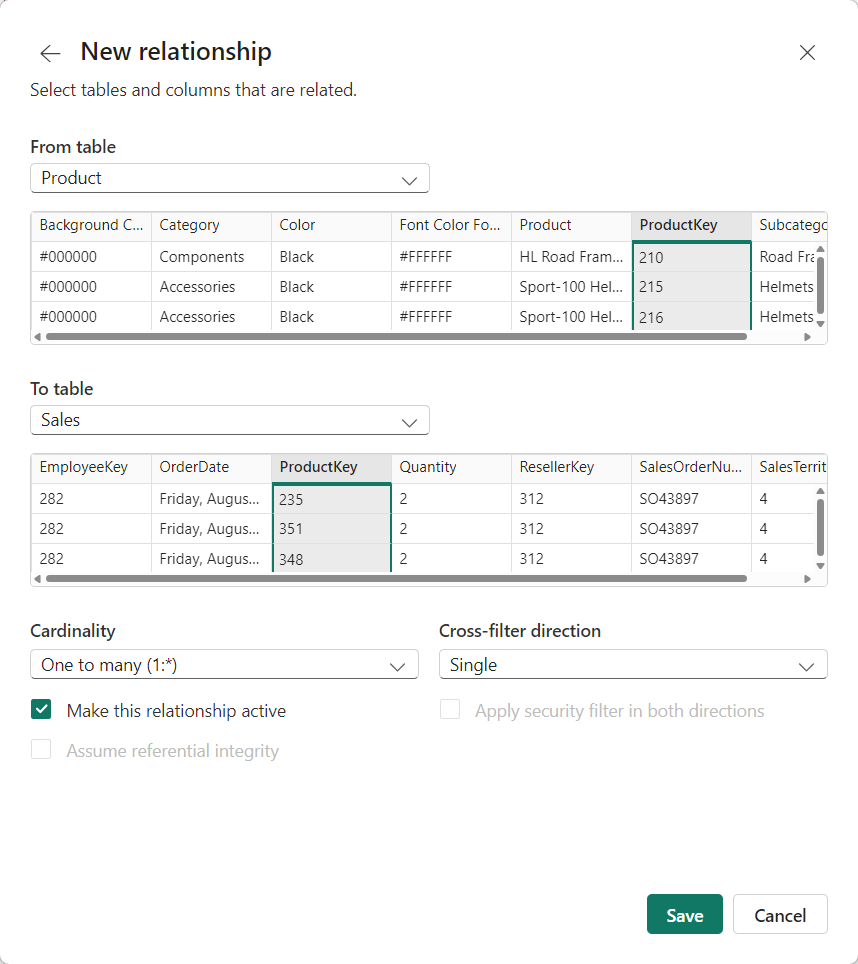 New relationship
Select tables and columns that are related.
From table
Product
Background C... Category Color Font Color Fo... Product ProductKey Subcatego
#000000 Components Black #FFFFFF HL Road Fram... 210 Road Fra
#000000 Accessories Black #FFFFFF Sport-100 Hel... 215 Helmets
#000000 Accessories Black #FFFFFF Sport-100 Hel... 216 Helmets
To table
Sales
EmployeeKey OrderDate ProductKey Quantity ResellerKey SalesOrderNu... SalesTerrit
282 Friday, Augus... 235 2 312 SO43897 4
282 Friday, Augus... 351 2 312 SO43897 4
282 Friday, Augus... 348 2 312 SO43897 4
Cardinality Cross-filter direction
One to many (1:*) Single
Make this relationship active Apply security filter in both directions
Assume referential integrity
Save Cancel